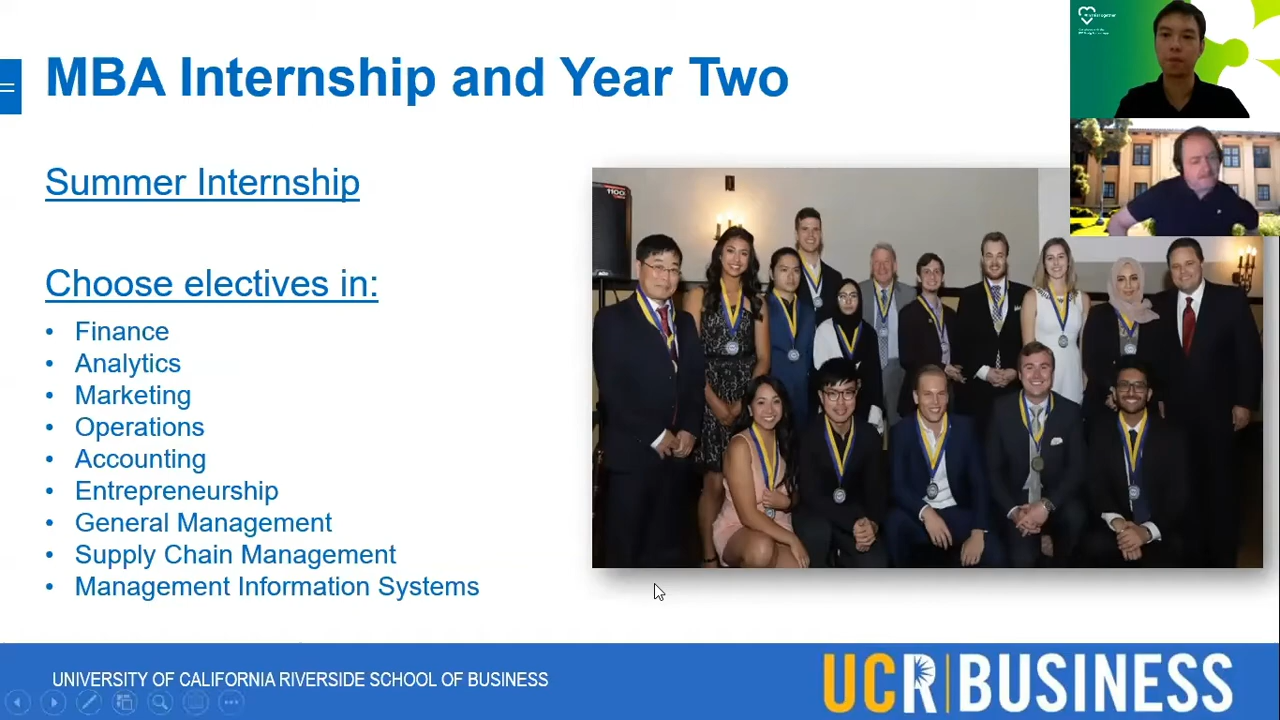 MBA Internship and Year Two
Summer Internship
Choose electives in:
• Finance
• Analytics
• Marketing
• Operations
• Accounting
• Entrepreneurship
• General Management
• Supply Chain Management
• Management Information Systems
1100
UNIVERSITY OF CALIFORNIA RIVERSIDE SCHOOL OF BUSINESS
UCR BUSINESS